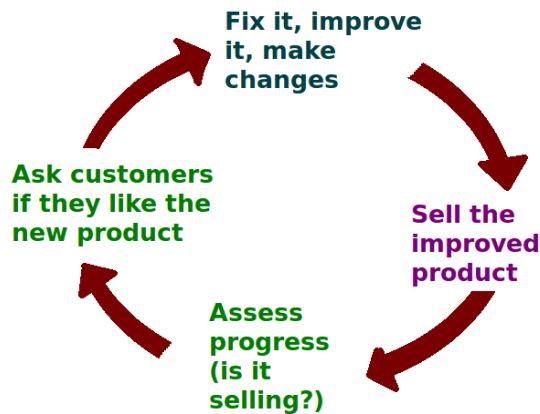 Fix it, improve
it, make
changes
Sell the
improved
product
Assess
progress
(is it
selling?)
Ask customers
if they like the
new product